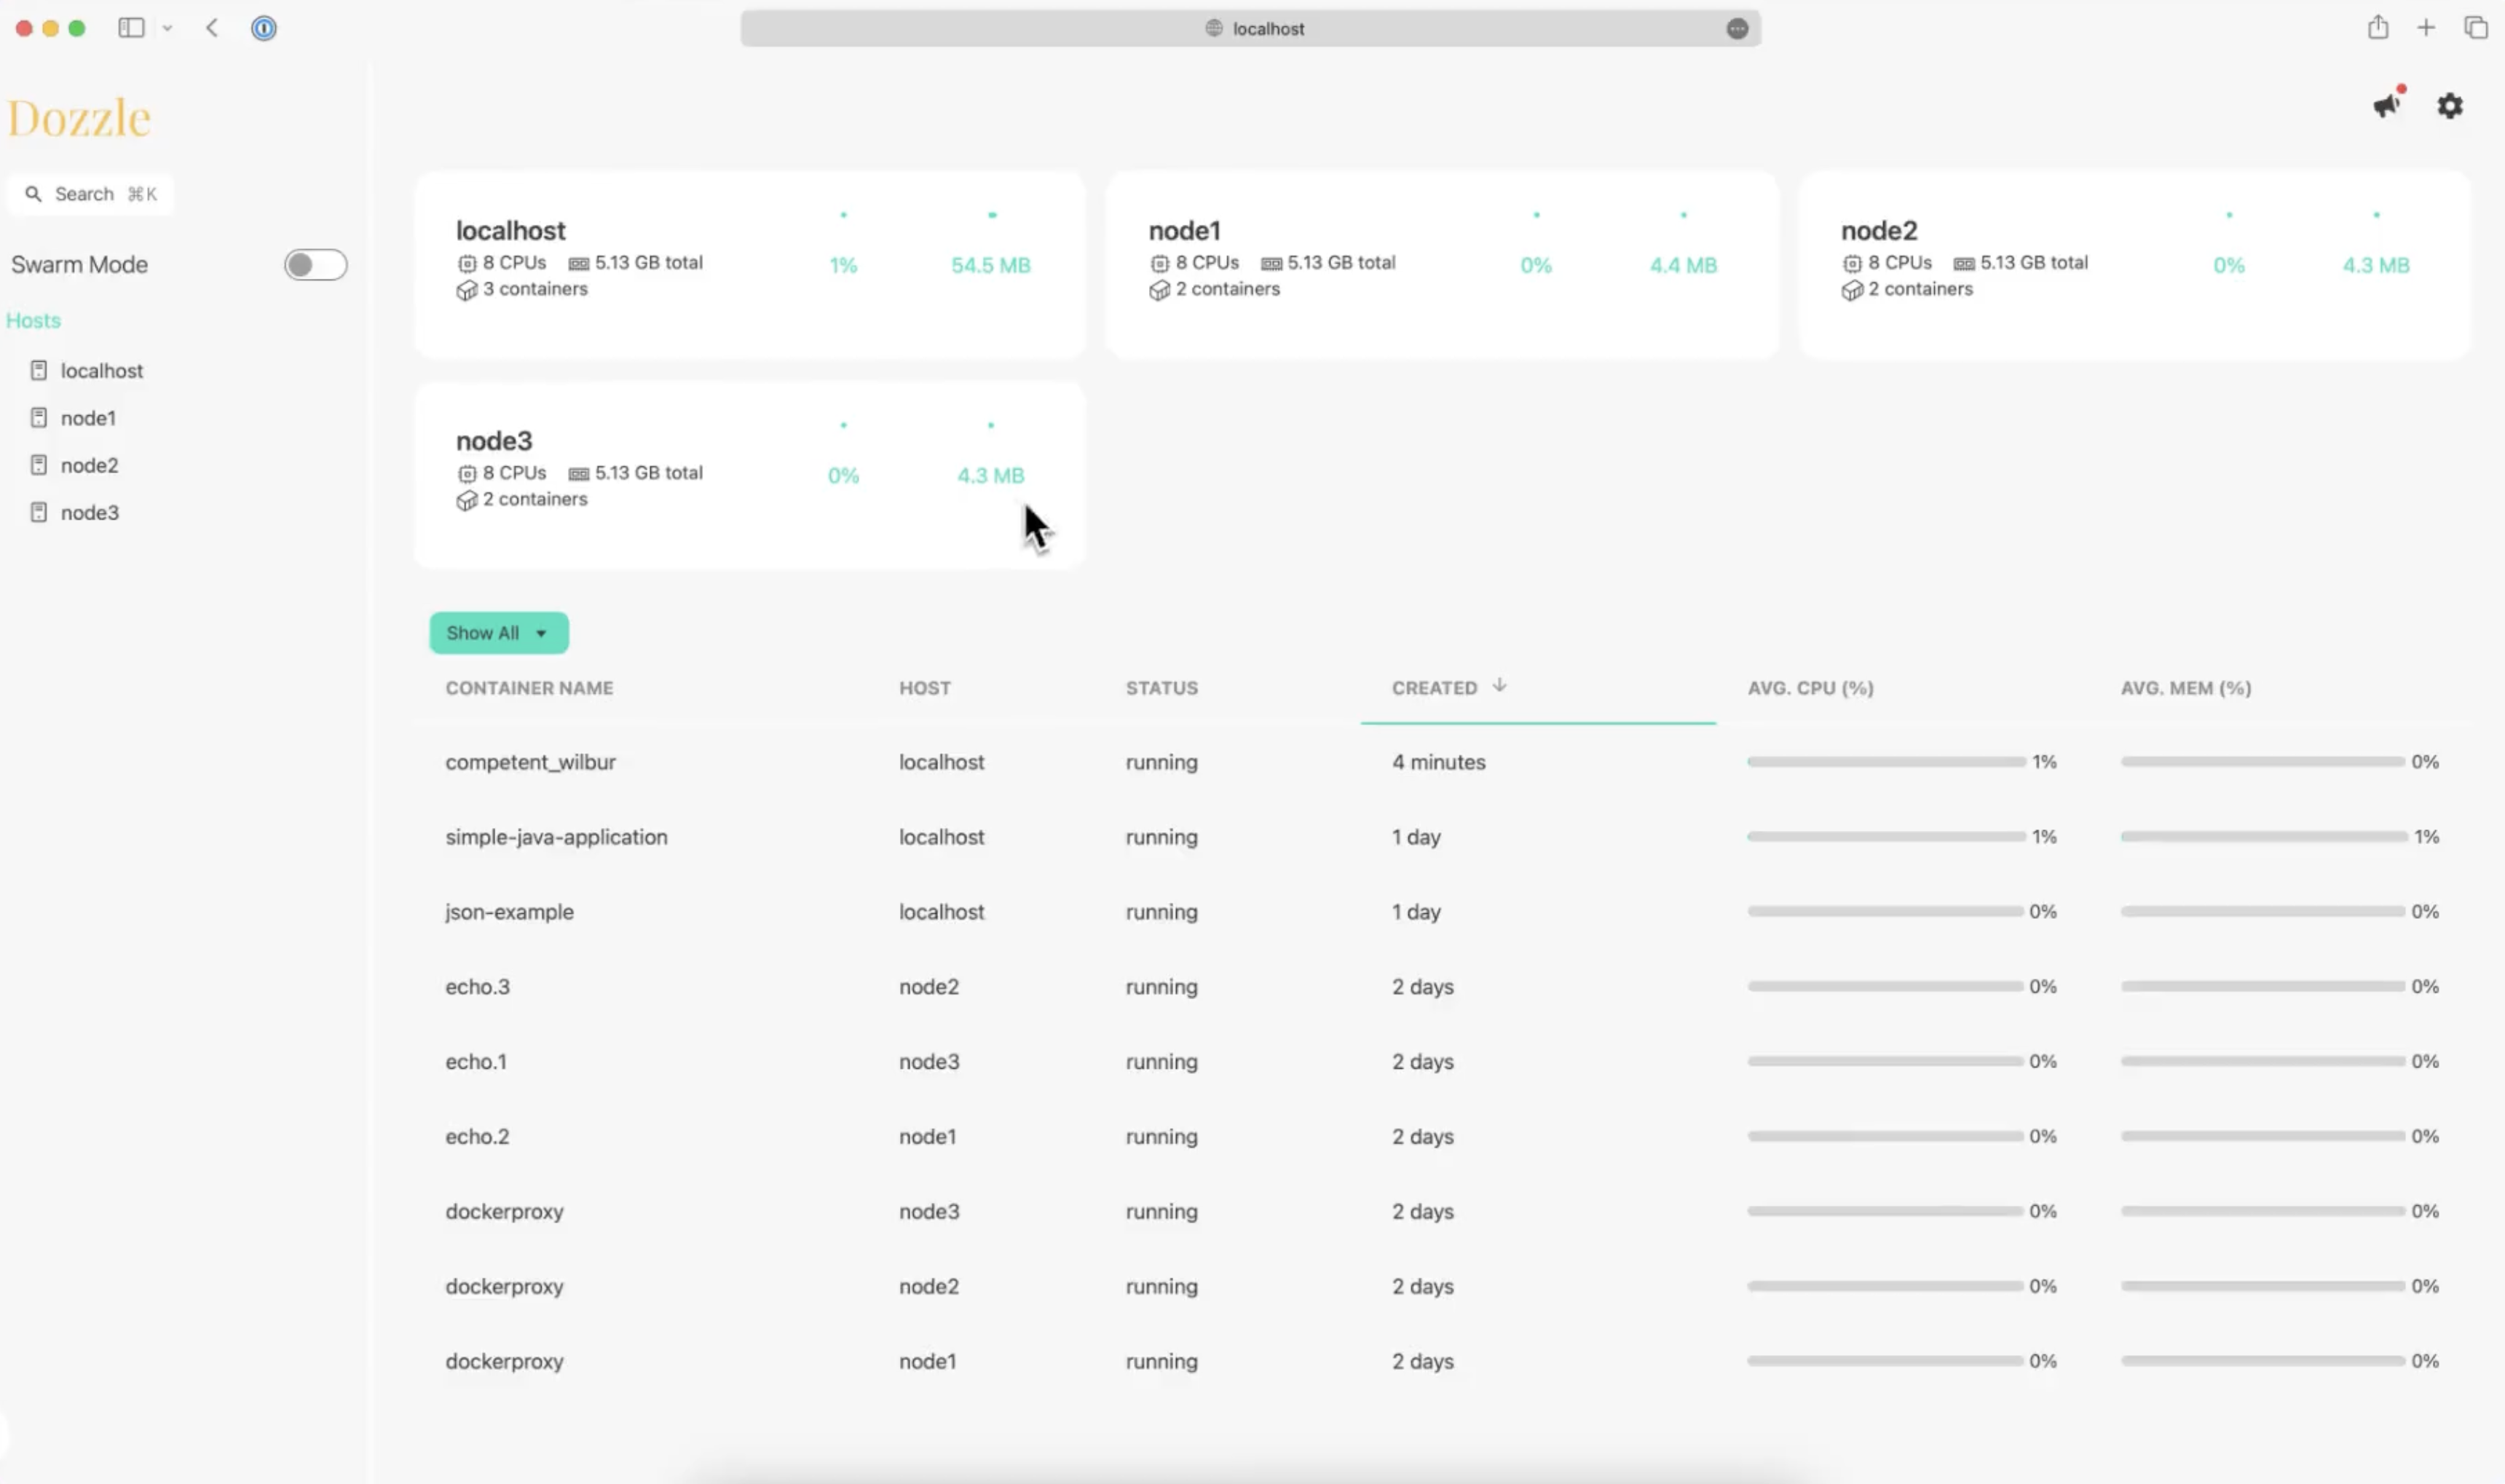 localhost
Dozzle
Search ⌘K
Swarm Mode
Hosts
localhost
node1
node2
node3
localhost
8 CPUs 5.13 GB total
3 containers
1% 54.5 MB
node1
8 CPUs 5.13 GB total
2 containers
0% 4.4 MB
node2
8 CPUs 5.13 GB total
2 containers
0% 4.3 MB
node3
8 CPUs 5.13 GB total
2 containers
0% 4.3 MB
Show All
CONTAINER NAME HOST STATUS CREATED AVG. CPU (%) AVG. MEM (%)
competent_wilbur localhost running 4 minutes 1% 0%
simple-java-application localhost running 1 day 1% 1%
json-example localhost running 1 day 0% 0%
echo.3 node2 running 2 days 0% 0%
echo.1 node3 running 2 days 0% 0%
echo.2 node1 running 2 days 0% 0%
dockerproxy node3 running 2 days 0% 0%
dockerproxy node2 running 2 days 0% 0%
dockerproxy node1 running 2 days 0% 0%